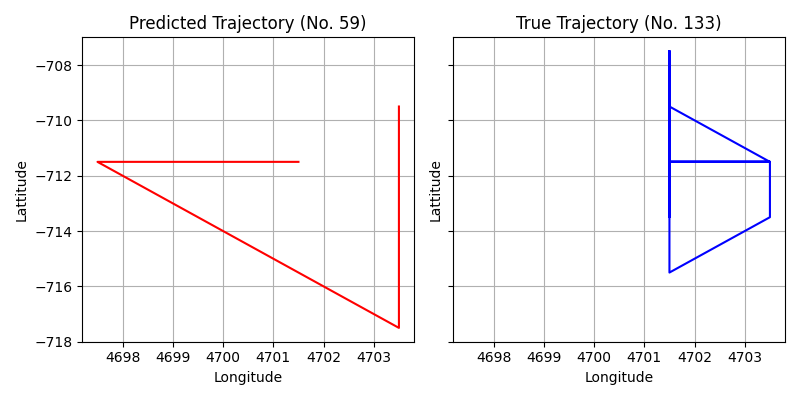 Predicted Trajectory (No. 59)
True Trajectory (No. 133)
Lattitude
−708
−710
−712
−714
−716
−718
4698 4699 4700 4701 4702 4703
Longitude
Lattitude
4698 4699 4700 4701 4702 4703
Longitude